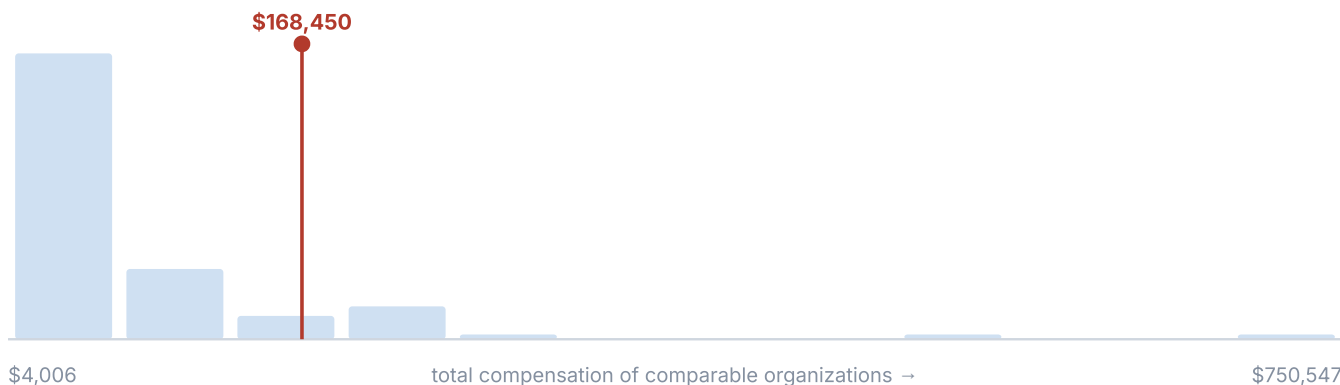 $168,450
$4,006
total compensation of comparable organizations →
$750,547